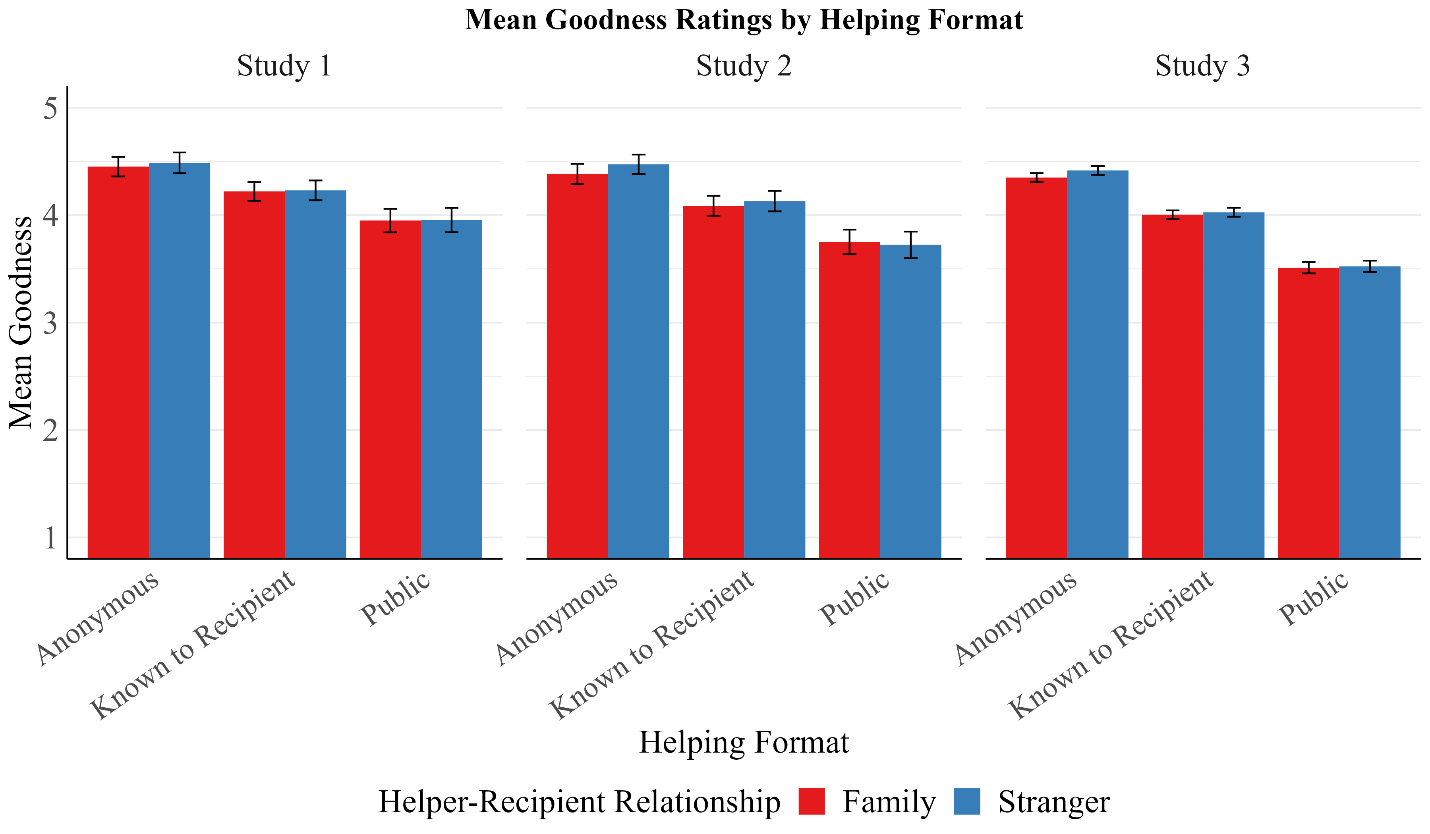 Mean Goodness Ratings by Helping Format
Study 1
Study 2
Study 3
Mean Goodness
5
4
3
2
1
Anonymous
Known to Recipient
Public
Anonymous
Known to Recipient
Public
Anonymous
Known to Recipient
Public
Helping Format
Helper-Recipient Relationship Family Stranger